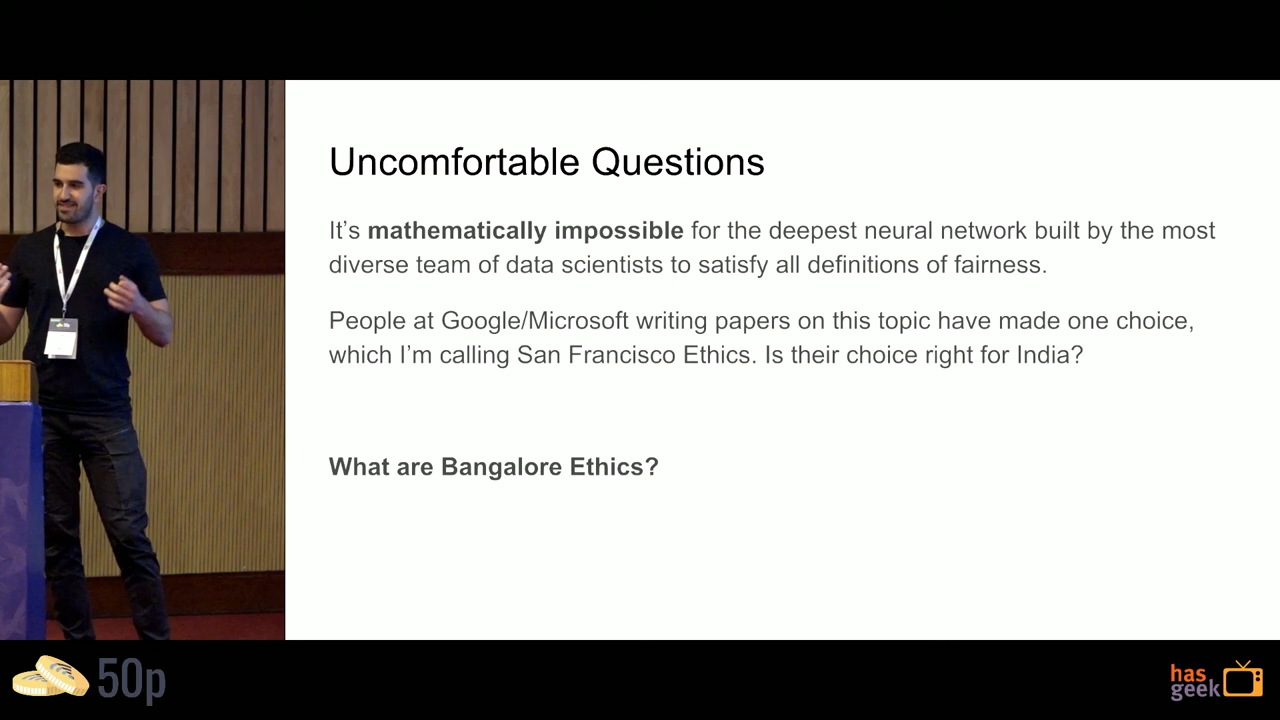 Uncomfortable Questions
It's mathematically impossible for the deepest neural network built by the most
diverse team of data scientists to satisfy all definitions of fairness.
People at Google/Microsoft writing papers on this topic have made one choice,
which I'm calling San Francisco Ethics. Is their choice right for India?
What are Bangalore Ethics?
50p
has
geek